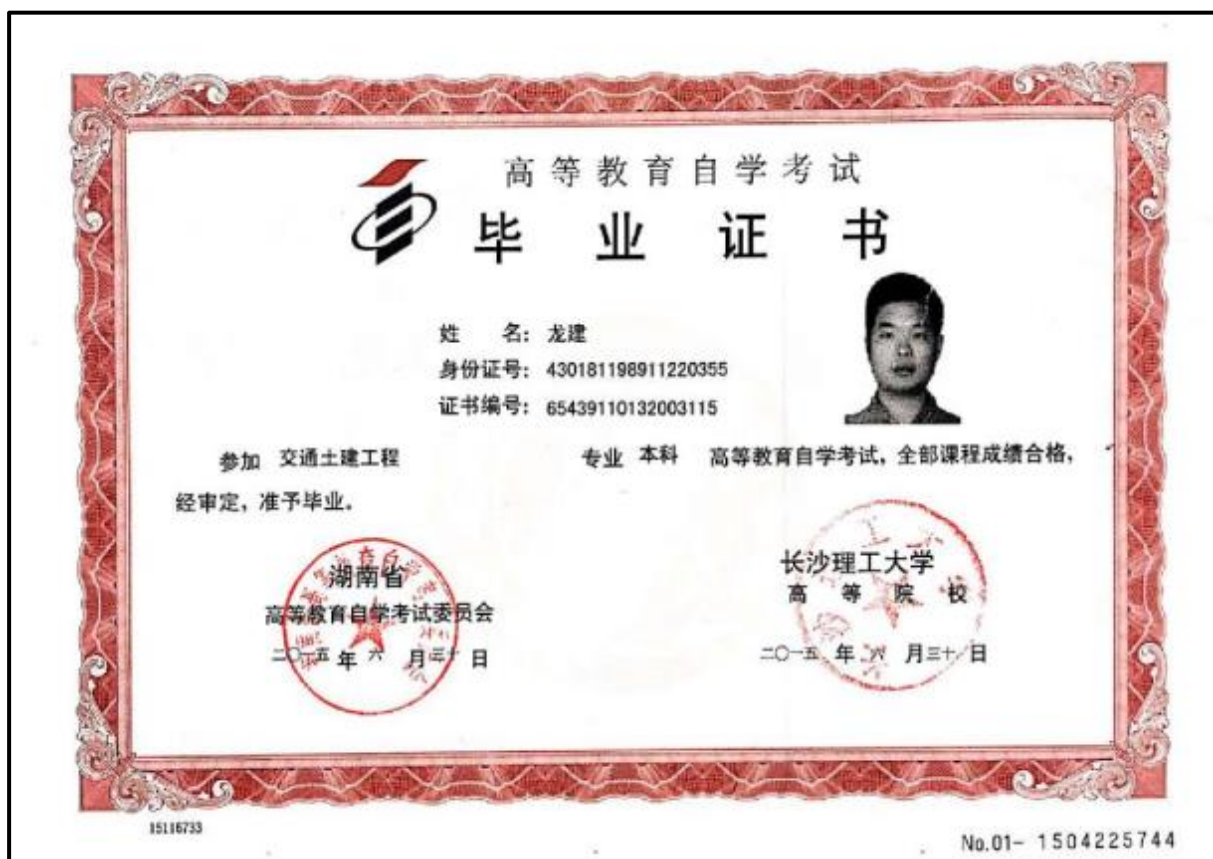 高等教育自学考试
毕业证书
姓 名：龙建
身份证号：430181198911220355
证书编号：65439110132003115
参加 交通土建工程 专业 本科 高等教育自学考试，全部课程成绩合格，
经审定，准予毕业。
湖南省
高等教育自学考试委员会
二〇一五年六月三十日
长沙理工大学
高等院校
二〇一五年六月三十日
15116733
No.01- 1504225744